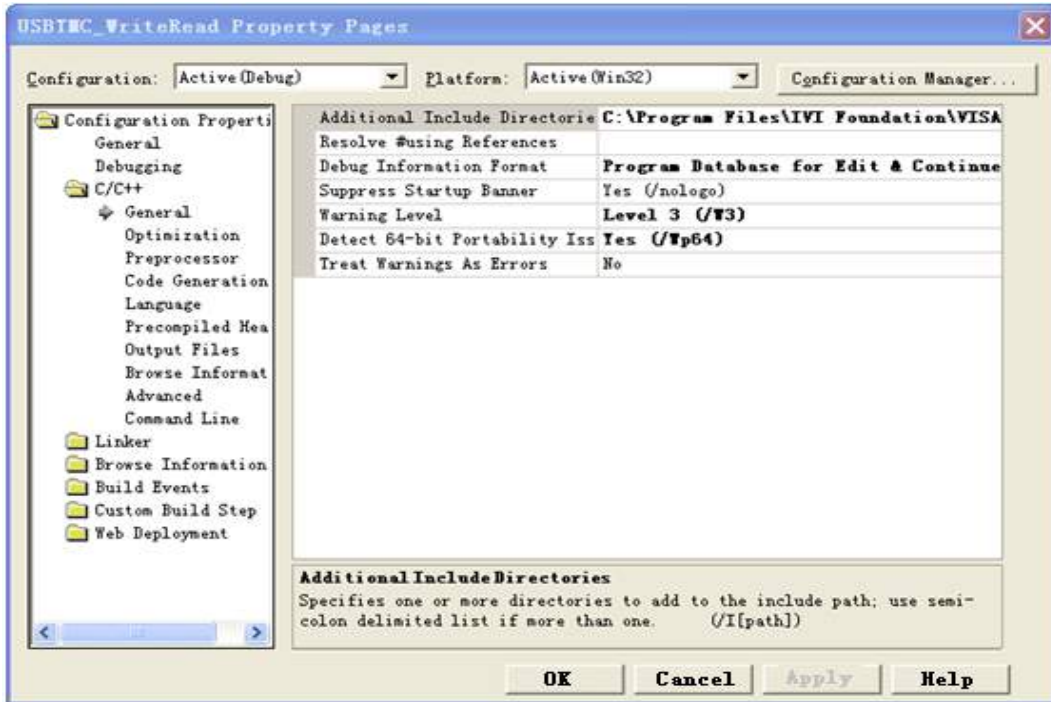 USBTMC_WriteRead Property Pages
Configuration: Active(Debug) Platform: Active(Win32) Configuration Manager...
Configuration Properti
General
Debugging
C/C++
General
Optimization
Preprocessor
Code Generation
Language
Precompiled Hea
Output Files
Browse Informat
Advanced
Command Line
Linker
Browse Information
Build Events
Custom Build Step
Web Deployment
Additional Include Directorie C:\Program Files\IVI Foundation\VISA
Resolve #using References
Debug Information Format Program Database for Edit & Continue
Suppress Startup Banner Yes (/nologo)
Warning Level Level 3 (/W3)
Detect 64-bit Portability Iss Yes (/Wp64)
Treat Warnings As Errors No
AdditionalIncludeDirectories
Specifies one or more directories to add to the include path; use semi-
colon delimited list if more than one. (/I[path])
OK Cancel Apply Help